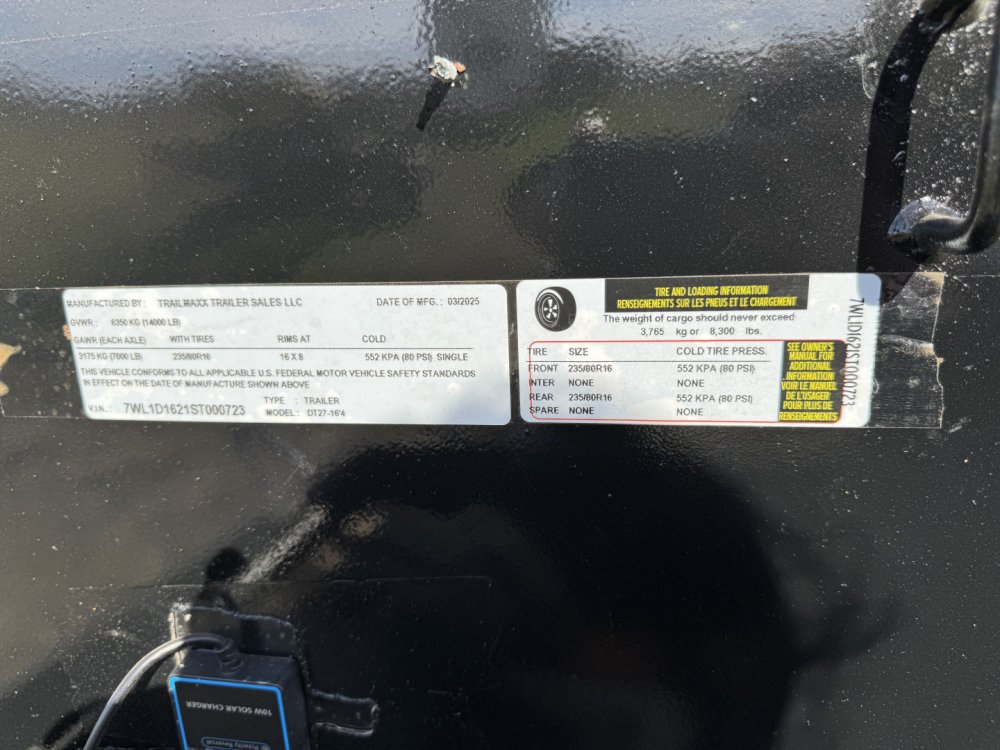 MANUFACTURED BY: TRAILMAXX TRAILER SALES LLC DATE OF MFG.: 03/2025
GVWR: 6350 KG (14000 LB)
GAWR (EACH AXLE) WITH TIRES RIMS AT COLD
3175 KG (7000 LB) 235/80R16 16 X 8 552 KPA (80 PSI) SINGLE
THIS VEHICLE CONFORMS TO ALL APPLICABLE U.S. FEDERAL MOTOR VEHICLE SAFETY STANDARDS
IN EFFECT ON THE DATE OF MANUFACTURE SHOWN ABOVE
V.I.N.: 7WL1D1621ST000723 TYPE: TRAILER
MODEL: DT27-16'4
TIRE AND LOADING INFORMATION
RENSEIGNEMENTS SUR LES PNEUS ET LE CHARGEMENT
The weight of cargo should never exceed
3,765 kg or 8,300 lbs.
TIRE SIZE COLD TIRE PRESS.
FRONT 235/80R16 552 KPA (80 PSI)
INTER NONE NONE
REAR 235/80R16 552 KPA (80 PSI)
SPARE NONE NONE
SEE OWNER'S
MANUAL FOR
ADDITIONAL
INFORMATION
VOIR LE MANUEL
DE L'USAGER
POUR PLUS DE
RENSEIGNEMENTS
7WL1D1621ST000723
10W SOLAR CHARGER
Polarity Reversal